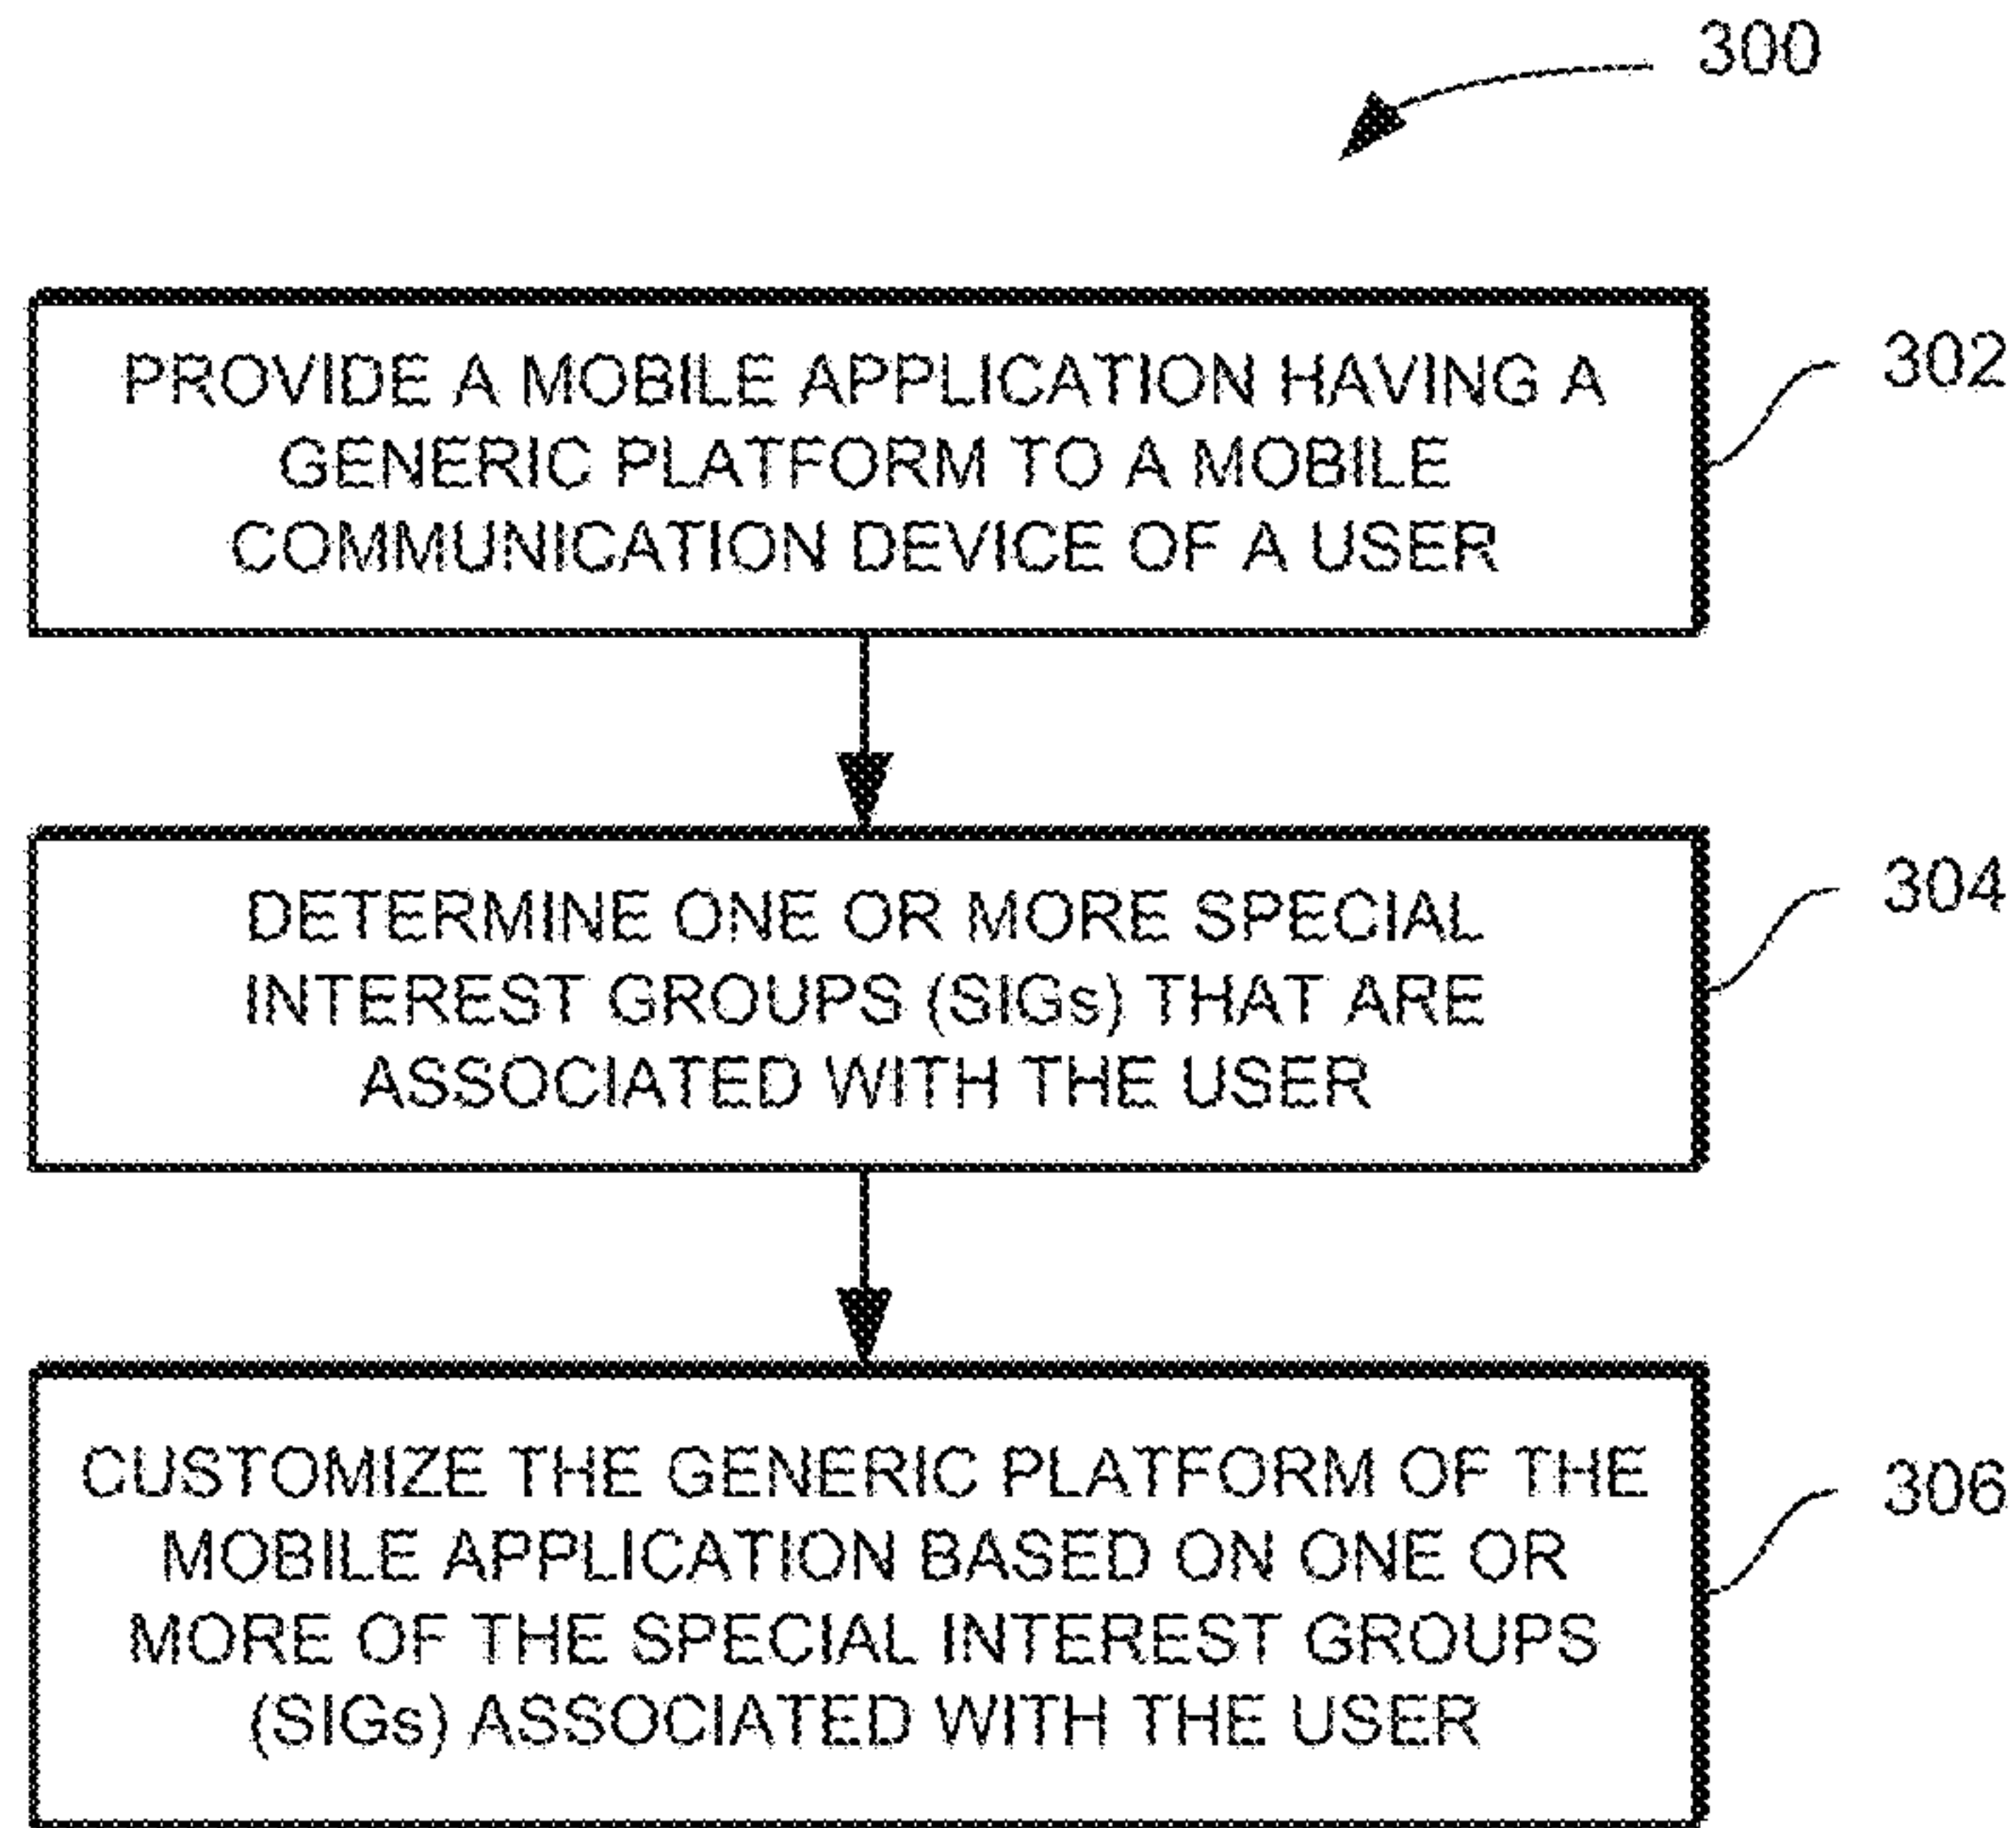 300
PROVIDE A MOBILE APPLICATION HAVING A
GENERIC PLATFORM TO A MOBILE
COMMUNICATION DEVICE OF A USER
302
DETERMINE ONE OR MORE SPECIAL
INTEREST GROUPS (SIGs) THAT ARE
ASSOCIATED WITH THE USER
304
CUSTOMIZE THE GENERIC PLATFORM OF THE
MOBILE APPLICATION BASED ON ONE OR
MORE OF THE SPECIAL INTEREST GROUPS
(SIGs) ASSOCIATED WITH THE USER
306